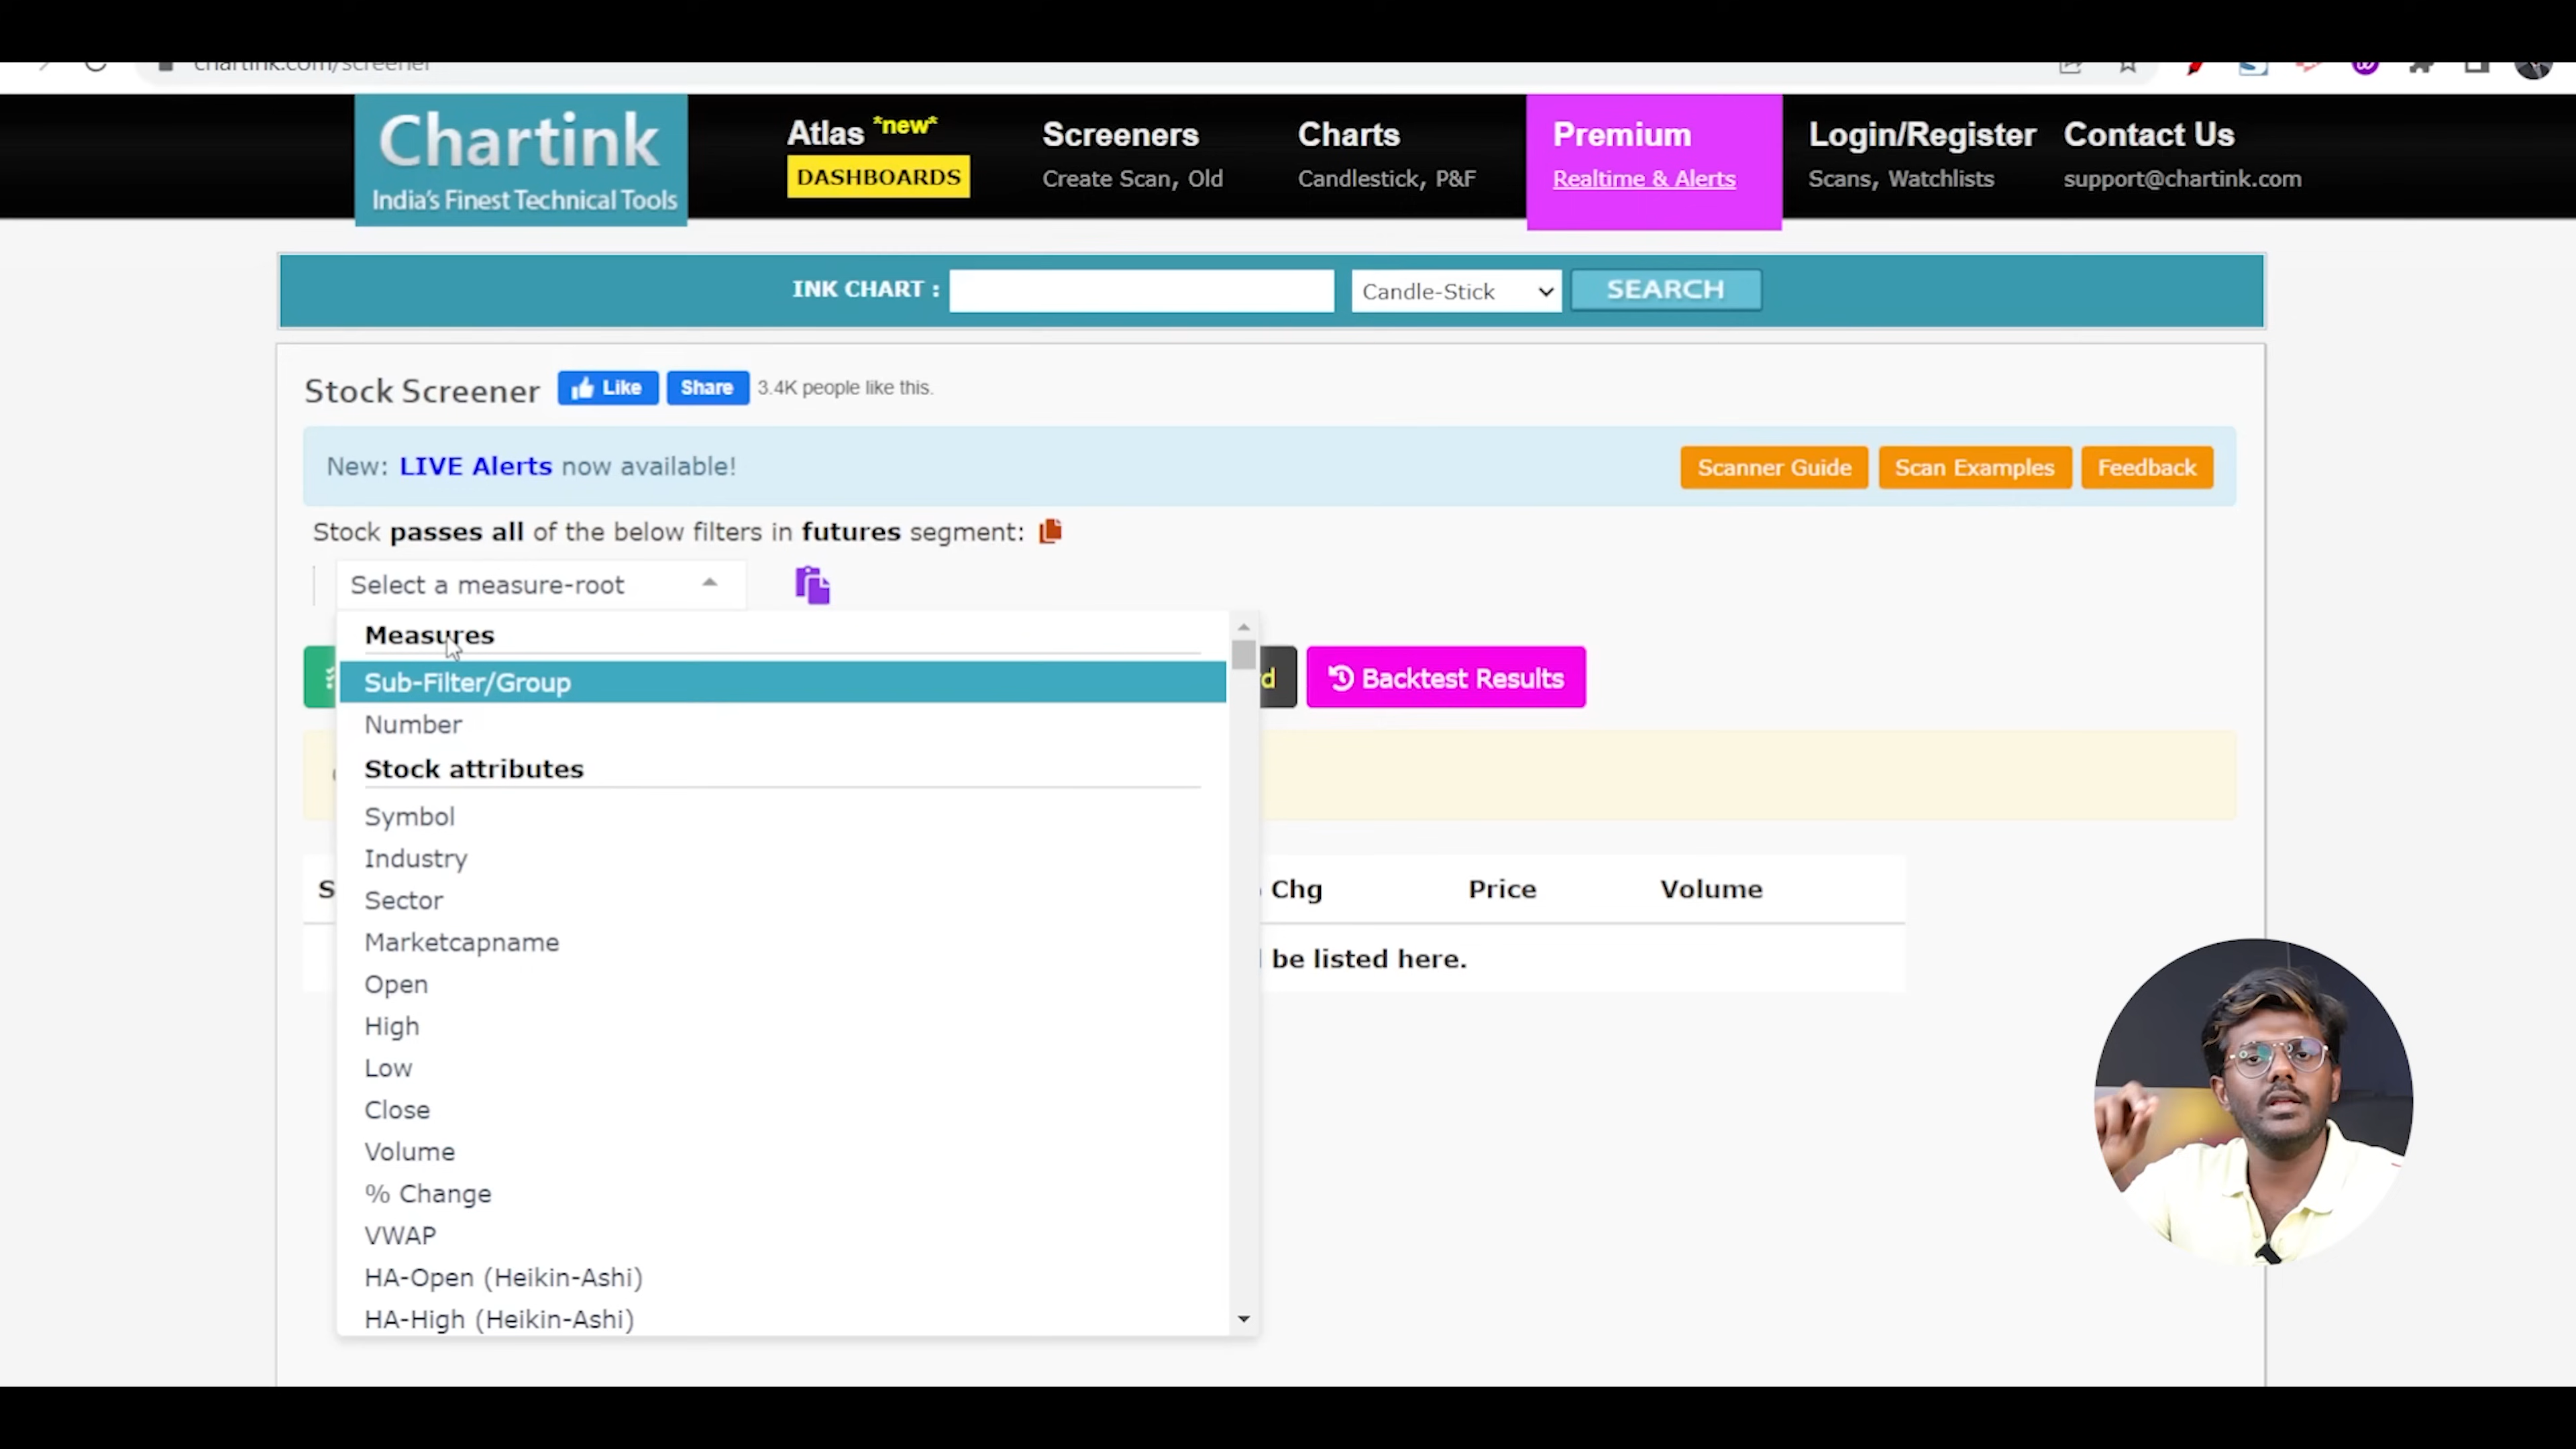 chartink.com/screener
Chartink
India's Finest Technical Tools
Atlas *new*
DASHBOARDS
Screeners
Create Scan, Old
Charts
Candlestick, P&F
Premium
Realtime & Alerts
Login/Register
Scans, Watchlists
Contact Us
support@chartink.com
INK CHART :
Candle-Stick
SEARCH
Stock Screener
Like
Share
3.4K people like this.
New: LIVE Alerts now available!
Scanner Guide
Scan Examples
Feedback
Stock passes all of the below filters in futures segment:
Select a measure-root
Measures
Sub-Filter/Group
Number
Stock attributes
Symbol
Industry
Sector
Marketcapname
Open
High
Low
Close
Volume
% Change
VWAP
HA-Open (Heikin-Ashi)
HA-High (Heikin-Ashi)
Backtest Results
Chg
Price
Volume
be listed here.